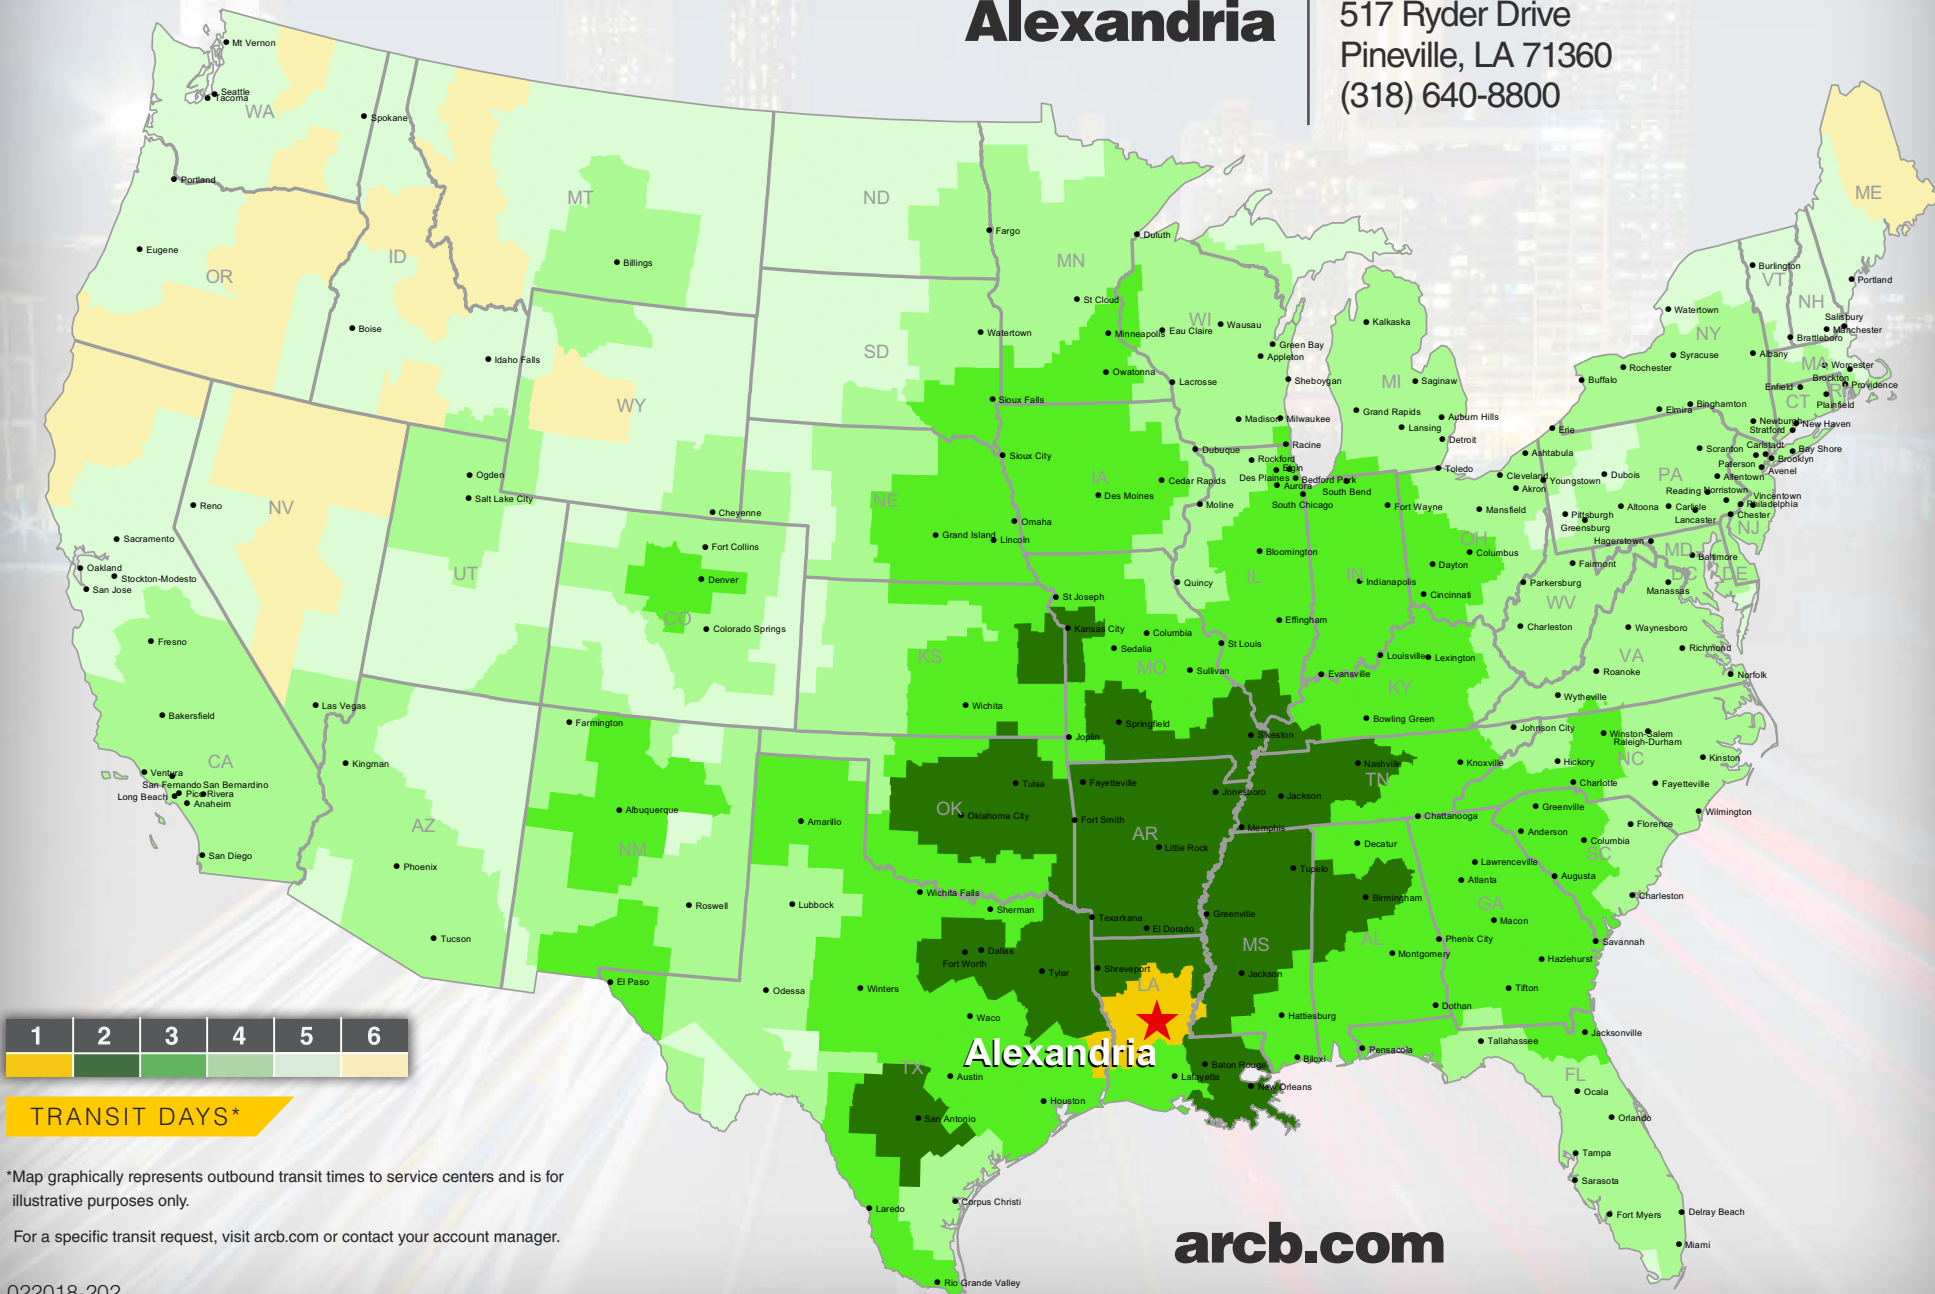 Alexandria
517 Ryder Drive
Pineville, LA 71360
(318) 640-8800
Mt Vernon
Seattle
Tacoma
WA
Spokane
Portland
Eugene
OR
ID
Boise
Idaho Falls
MT
Billings
ND
Fargo
MN
Duluth
St Cloud
Minneapolis
Owatonna
Watertown
SD
Sioux Falls
WY
Cheyenne
WI
Eau Claire
Wausau
Green Bay
Appleton
Lacrosse
Sheboygan
Madison
Milwaukee
Racine
Kalkaska
MI
Saginaw
Grand Rapids
Lansing
Auburn Hills
Detroit
ME
Portland
Burlington
VT
NH
Salisbury
Manchester
Brattleboro
Watertown
NY
Syracuse
Albany
Rochester
Buffalo
MA
Worcester
Brockton
Providence
RI
Enfield
CT
Plainfield
Binghamton
Elmira
Newburgh
Stratford
New Haven
Erie
Ashtabula
Scranton
Carlstadt
Bay Shore
Paterson
Brooklyn
Avenel
Cleveland
Youngstown
Akron
Dubois
PA
Allentown
Reading
Norristown
Vincentown
Philadelphia
Pittsburgh
Greensburg
Altoona
Carlisle
Lancaster
Chester
NJ
Hagerstown
MD
Baltimore
DC
DE
Manassas
Toledo
Mansfield
OH
Columbus
Dayton
Cincinnati
Fairmont
Parkersburg
WV
Charleston
Waynesboro
VA
Richmond
Roanoke
Norfolk
Wytheville
Sioux City
IA
Cedar Rapids
Des Moines
Dubuque
Rockford
Elgin
Des Plaines
Bedford Park
Aurora
South Bend
South Chicago
Moline
Fort Wayne
Bloomington
IL
IN
Indianapolis
Quincy
Effingham
NE
Omaha
Grand Island
Lincoln
Reno
NV
Ogden
Salt Lake City
UT
Sacramento
Oakland
Stockton-Modesto
San Jose
Fresno
Las Vegas
Bakersfield
CA
Ventura
San Fernando
San Bernardino
Long Beach
Pico Rivera
Anaheim
San Diego
Fort Collins
Denver
CO
Colorado Springs
KS
Wichita
St Joseph
Kansas City
Columbia
Sedalia
MO
St Louis
Sullivan
Springfield
Joplin
Sikeston
Evansville
Louisville
Lexington
KY
Bowling Green
Johnson City
Winston-Salem
Raleigh-Durham
NC
Hickory
Kinston
Charlotte
Fayetteville
Wilmington
Nashville
TN
Knoxville
Jackson
Memphis
Chattanooga
Greenville
Anderson
Florence
Columbia
SC
Charleston
Kingman
AZ
Phoenix
Tucson
Farmington
Albuquerque
NM
Roswell
Amarillo
Lubbock
OK
Tulsa
Oklahoma City
Fayetteville
Fort Smith
AR
Jonesboro
Little Rock
Texarkana
El Dorado
Greenville
Tupelo
MS
Jackson
Hattiesburg
Biloxi
Decatur
Birmingham
AL
Montgomery
Phenix City
Dothan
Pensacola
Lawrenceville
Atlanta
GA
Augusta
Macon
Savannah
Hazlehurst
Tifton
Tallahassee
Jacksonville
FL
Ocala
Orlando
Tampa
Sarasota
Fort Myers
Delray Beach
Miami
Wichita Falls
Sherman
Fort Worth
Dallas
Tyler
Shreveport
LA
Alexandria
El Paso
Odessa
Winters
Waco
TX
Austin
Houston
San Antonio
Corpus Christi
Laredo
Rio Grande Valley
Lafayette
Baton Rouge
New Orleans
1 2 3 4 5 6
TRANSIT DAYS*
*Map graphically represents outbound transit times to service centers and is for
illustrative purposes only.
For a specific transit request, visit arcb.com or contact your account manager.
022018-202
arcb.com